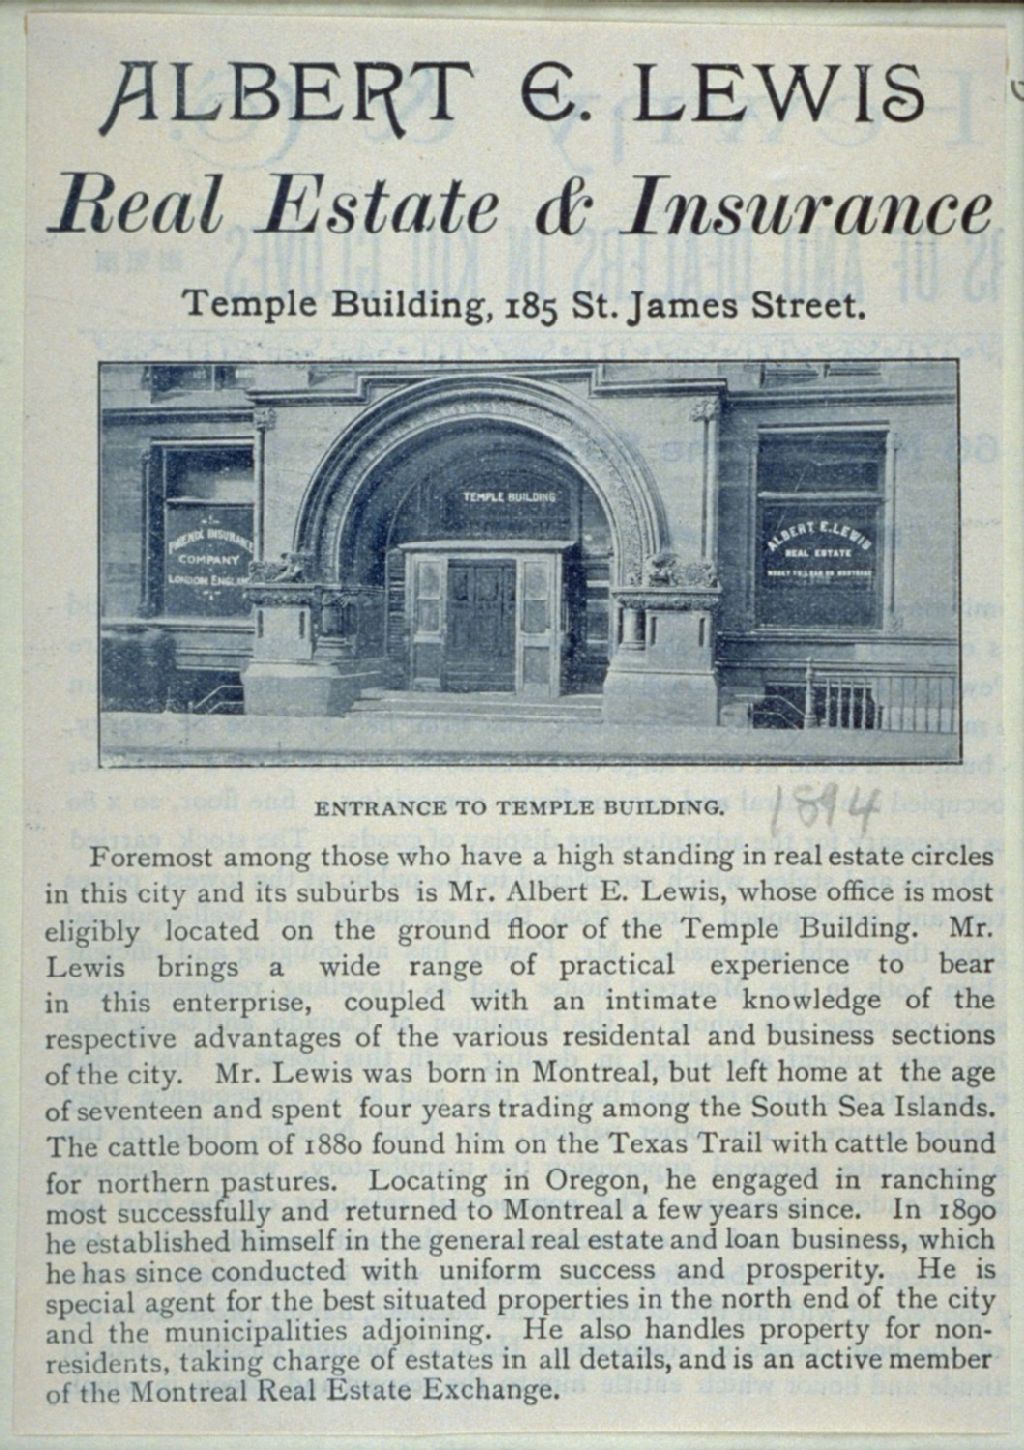 ALBERT E. LEWIS
Real Estate & Insurance
Temple Building, 185 St. James Street.
TEMPLE BUILDING
PHENIX INSURANCE
COMPANY
LONDON ENGLAND
ALBERT E. LEWIS
REAL ESTATE
ENTRANCE TO TEMPLE BUILDING.
1894
Foremost among those who have a high standing in real estate circles
in this city and its suburbs is Mr. Albert E. Lewis, whose office is most
eligibly located on the ground floor of the Temple Building. Mr.
Lewis brings a wide range of practical experience to bear
in this enterprise, coupled with an intimate knowledge of the
respective advantages of the various residental and business sections
of the city. Mr. Lewis was born in Montreal, but left home at the age
of seventeen and spent four years trading among the South Sea Islands.
The cattle boom of 1880 found him on the Texas Trail with cattle bound
for northern pastures. Locating in Oregon, he engaged in ranching
most successfully and returned to Montreal a few years since. In 1890
he established himself in the general real estate and loan business, which
he has since conducted with uniform success and prosperity. He is
special agent for the best situated properties in the north end of the city
and the municipalities adjoining. He also handles property for non-
residents, taking charge of estates in all details, and is an active member
of the Montreal Real Estate Exchange.